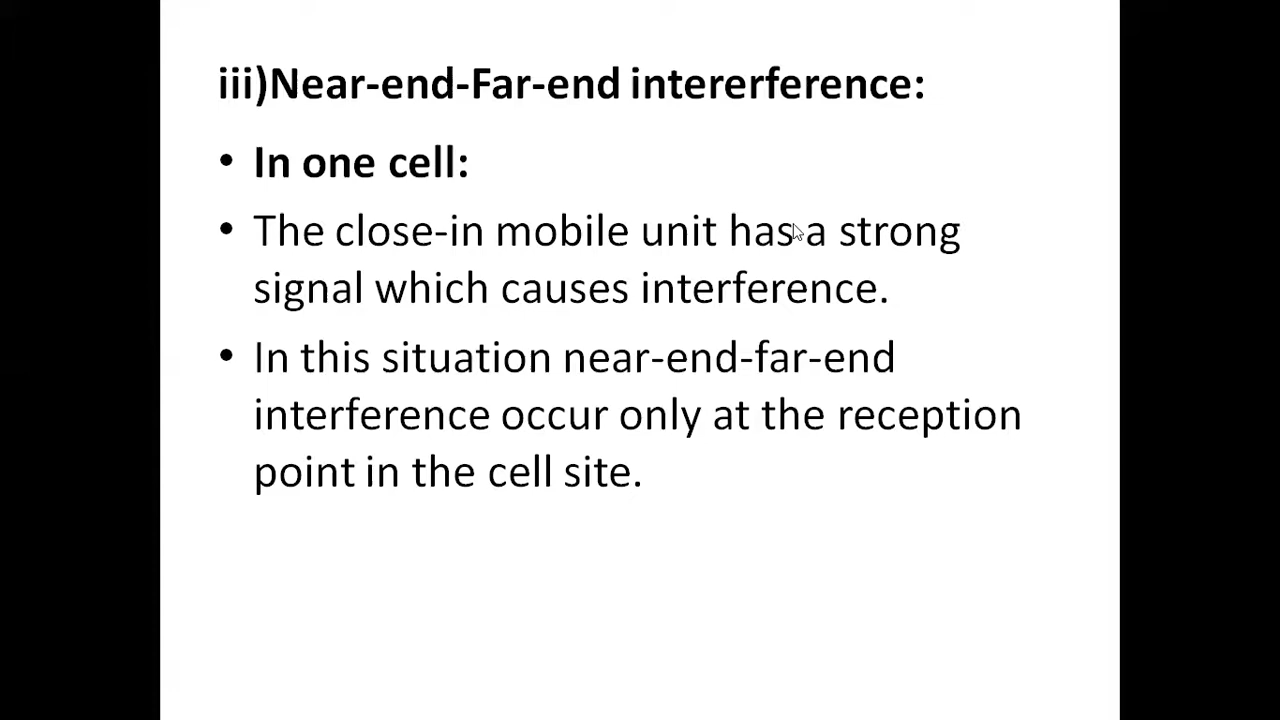 iii)Near-end-Far-end intererference:
• In one cell:
• The close-in mobile unit has a strong
signal which causes interference.
• In this situation near-end-far-end
interference occur only at the reception
point in the cell site.